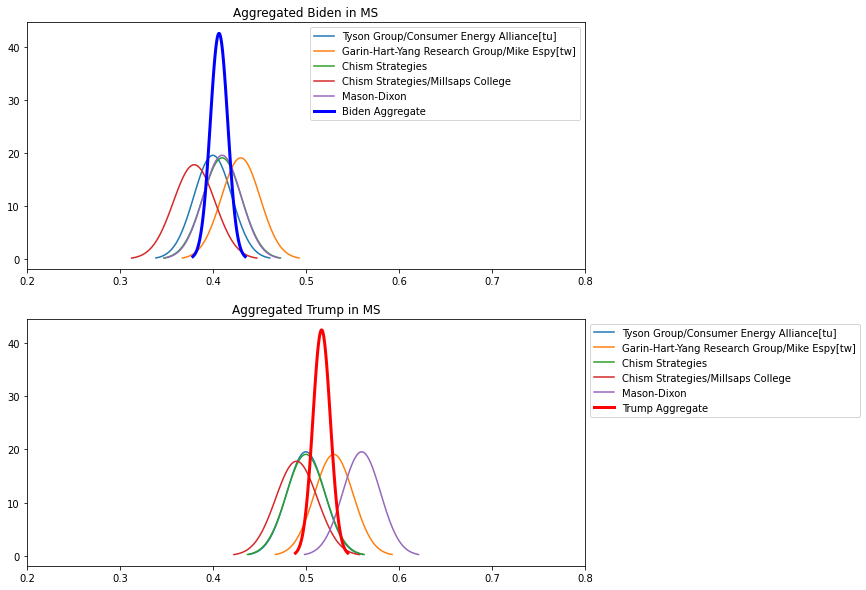 Aggregated Biden in MS
40
30
20
10
0
0.2 0.3 0.4 0.5 0.6 0.7 0.8
Tyson Group/Consumer Energy Alliance[tu]
Garin-Hart-Yang Research Group/Mike Espy[tw]
Chism Strategies
Chism Strategies/Millsaps College
Mason-Dixon
Biden Aggregate
Aggregated Trump in MS
40
30
20
10
0
0.2 0.3 0.4 0.5 0.6 0.7 0.8
Tyson Group/Consumer Energy Alliance[tu]
Garin-Hart-Yang Research Group/Mike Espy[tw]
Chism Strategies
Chism Strategies/Millsaps College
Mason-Dixon
Trump Aggregate